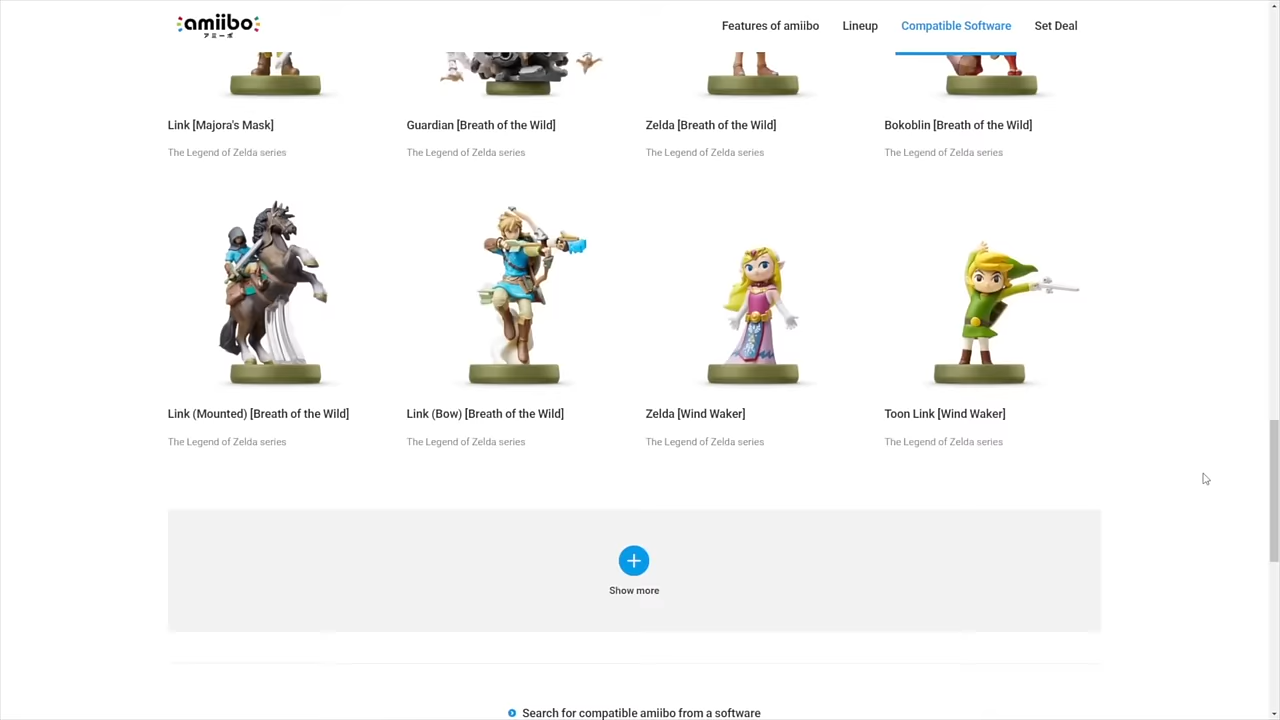 amiibo
アミーボ
Features of amiibo
Lineup
Compatible Software
Set Deal
Link [Majora's Mask]
Guardian [Breath of the Wild]
Zelda [Breath of the Wild]
Bokoblin [Breath of the Wild]
The Legend of Zelda series
The Legend of Zelda series
The Legend of Zelda series
The Legend of Zelda series
Link (Mounted) [Breath of the Wild]
Link (Bow) [Breath of the Wild]
Zelda [Wind Waker]
Toon Link [Wind Waker]
The Legend of Zelda series
The Legend of Zelda series
The Legend of Zelda series
The Legend of Zelda series
Show more
Search for compatible amiibo from a software